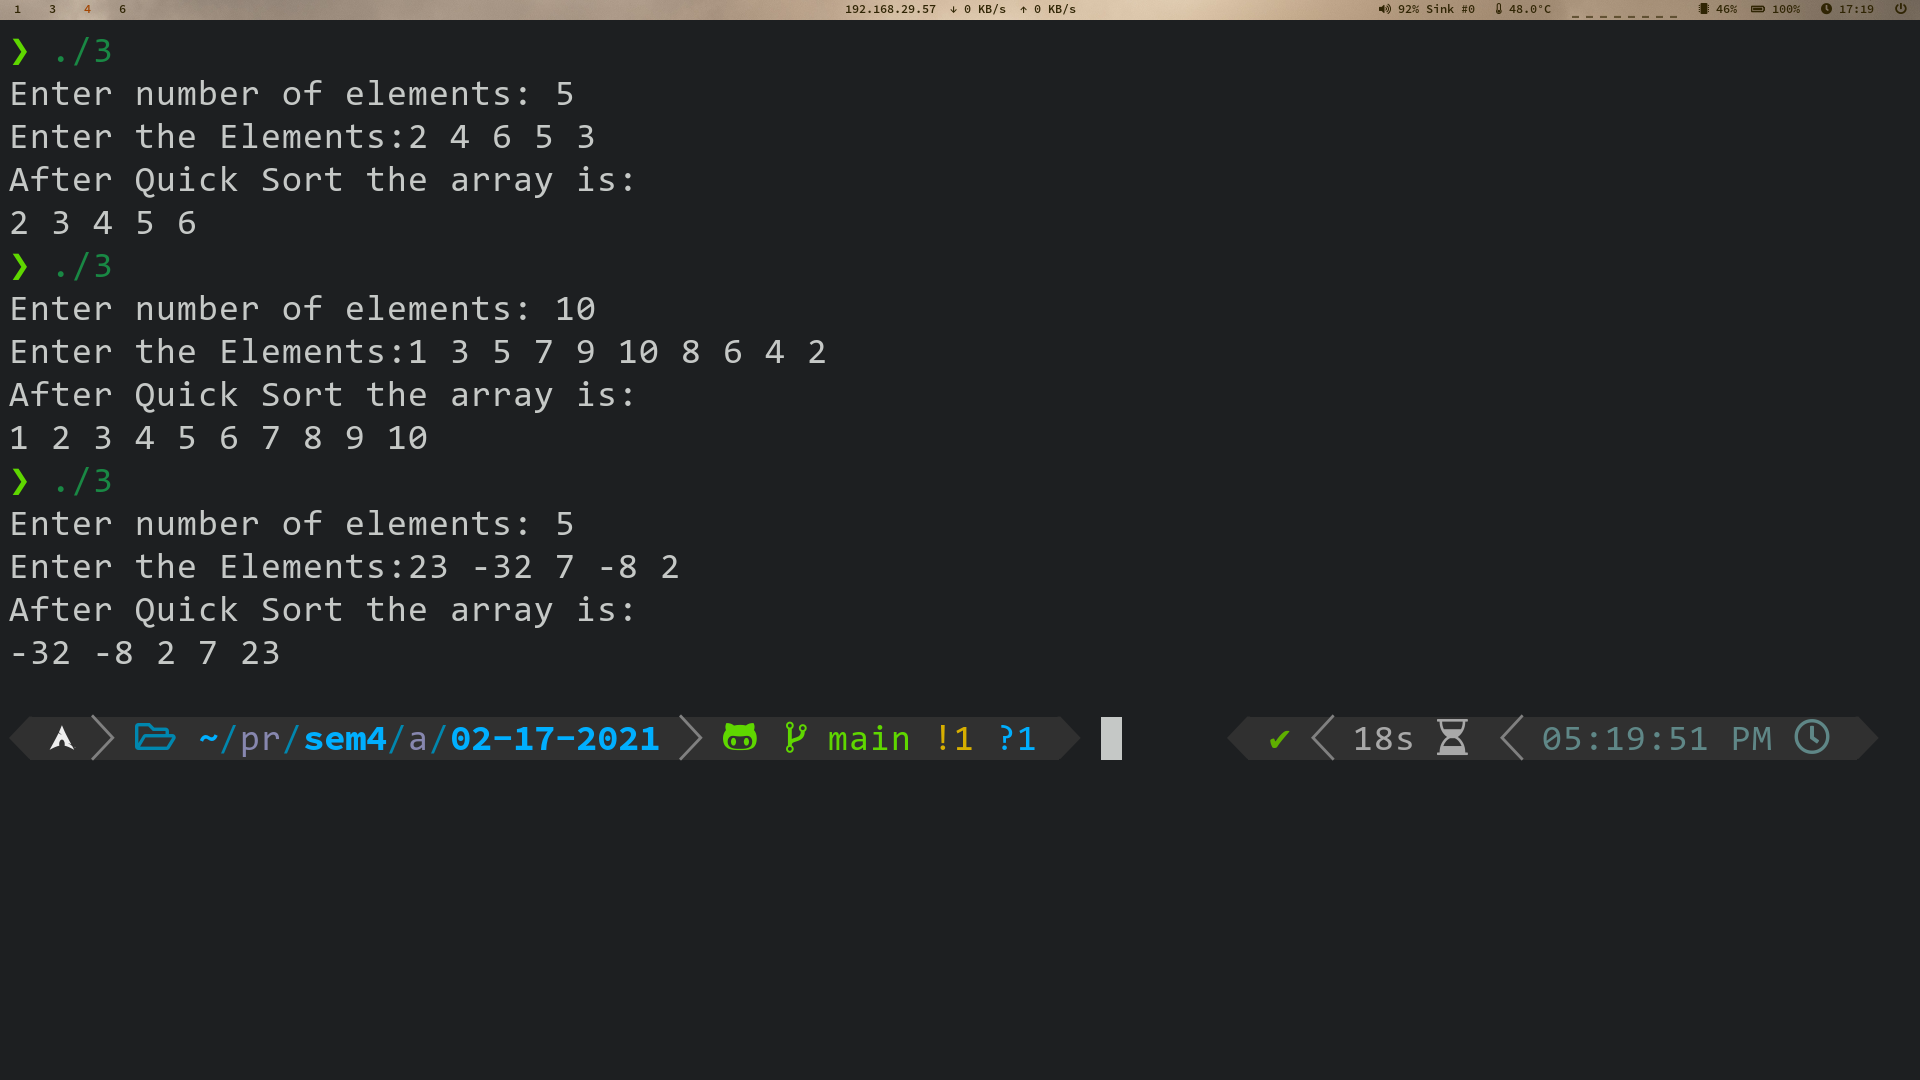 1 3 4 6 192.168.29.57 ↓ 0 KB/s ↑ 0 KB/s 92% Sink #0 48.0°C 46% 100% 17:19
❯ ./3
Enter number of elements: 5
Enter the Elements:2 4 6 5 3
After Quick Sort the array is:
2 3 4 5 6
❯ ./3
Enter number of elements: 10
Enter the Elements:1 3 5 7 9 10 8 6 4 2
After Quick Sort the array is:
1 2 3 4 5 6 7 8 9 10
❯ ./3
Enter number of elements: 5
Enter the Elements:23 -32 7 -8 2
After Quick Sort the array is:
-32 -8 2 7 23
~/pr/sem4/a/02-17-2021 main !1 ?1 ✔ 18s 05:19:51 PM